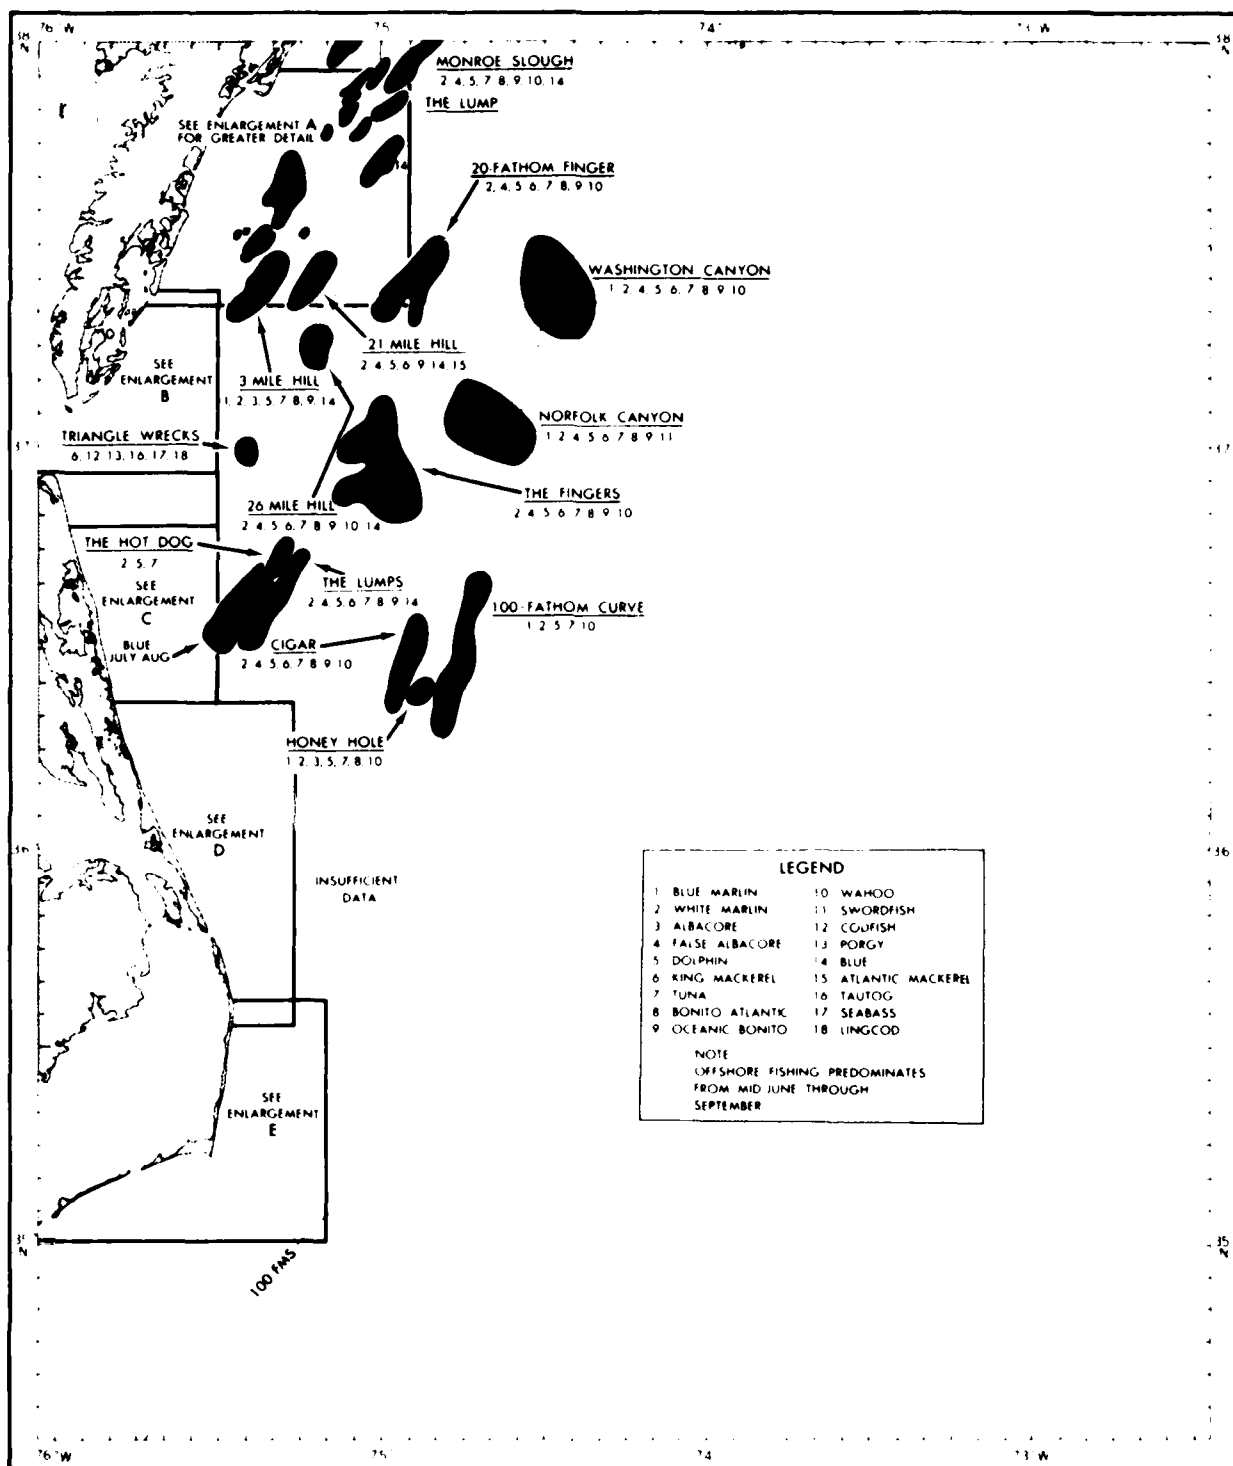 76 °W 75 74° 73 W
38 N 38 N
MONROE SLOUGH
2 4, 5, 7 8, 9, 10, 14
THE LUMP
SEE ENLARGEMENT A
FOR GREATER DETAIL
14
20-FATHOM FINGER
2, 4, 5 6, 7 8, 9 10
WASHINGTON CANYON
1 2, 4, 5, 6, 7 8 9 10
21 MILE HILL
2 4, 5, 6 9 14, 15
SEE
ENLARGEMENT
B
3 MILE HILL
1, 2, 3, 5, 7 8, 9, 14
NORFOLK CANYON
1 2 4 5, 6, 7 8 9 11
TRIANGLE WRECKS
6, 12 13, 16, 17, 18
37 37
THE FINGERS
2 4, 5, 6, 7 8, 9 10
26 MILE HILL
2 4, 5 6, 7 8 9 10 14
THE HOT DOG
2 5, 7
THE LUMPS
2 4, 5, 6, 7 8, 9 14
SEE
ENLARGEMENT
C
100-FATHOM CURVE
1 2 5 7 10
BLUE
JULY AUG
CIGAR
2 4 5, 6, 7 8 9 10
HONEY HOLE
1 2, 3, 5, 7, 8, 10
SEE
ENLARGEMENT
D
36 36
INSUFFICIENT
DATA
LEGEND
1 BLUE MARLIN 10 WAHOO
2 WHITE MARLIN 11 SWORDFISH
3 ALBACORE 12 CODFISH
4 FALSE ALBACORE 13 PORGY
5 DOLPHIN 14 BLUE
6 KING MACKEREL 15 ATLANTIC MACKEREL
7 TUNA 16 TAUTOG
8 BONITO ATLANTIC 17 SEABASS
9 OCEANIC BONITO 18 LINGCOD
NOTE
OFFSHORE FISHING PREDOMINATES
FROM MID JUNE THROUGH
SEPTEMBER
SEE
ENLARGEMENT
E
35 N 35 N
100 FMS
76 °W 75 74 73° W